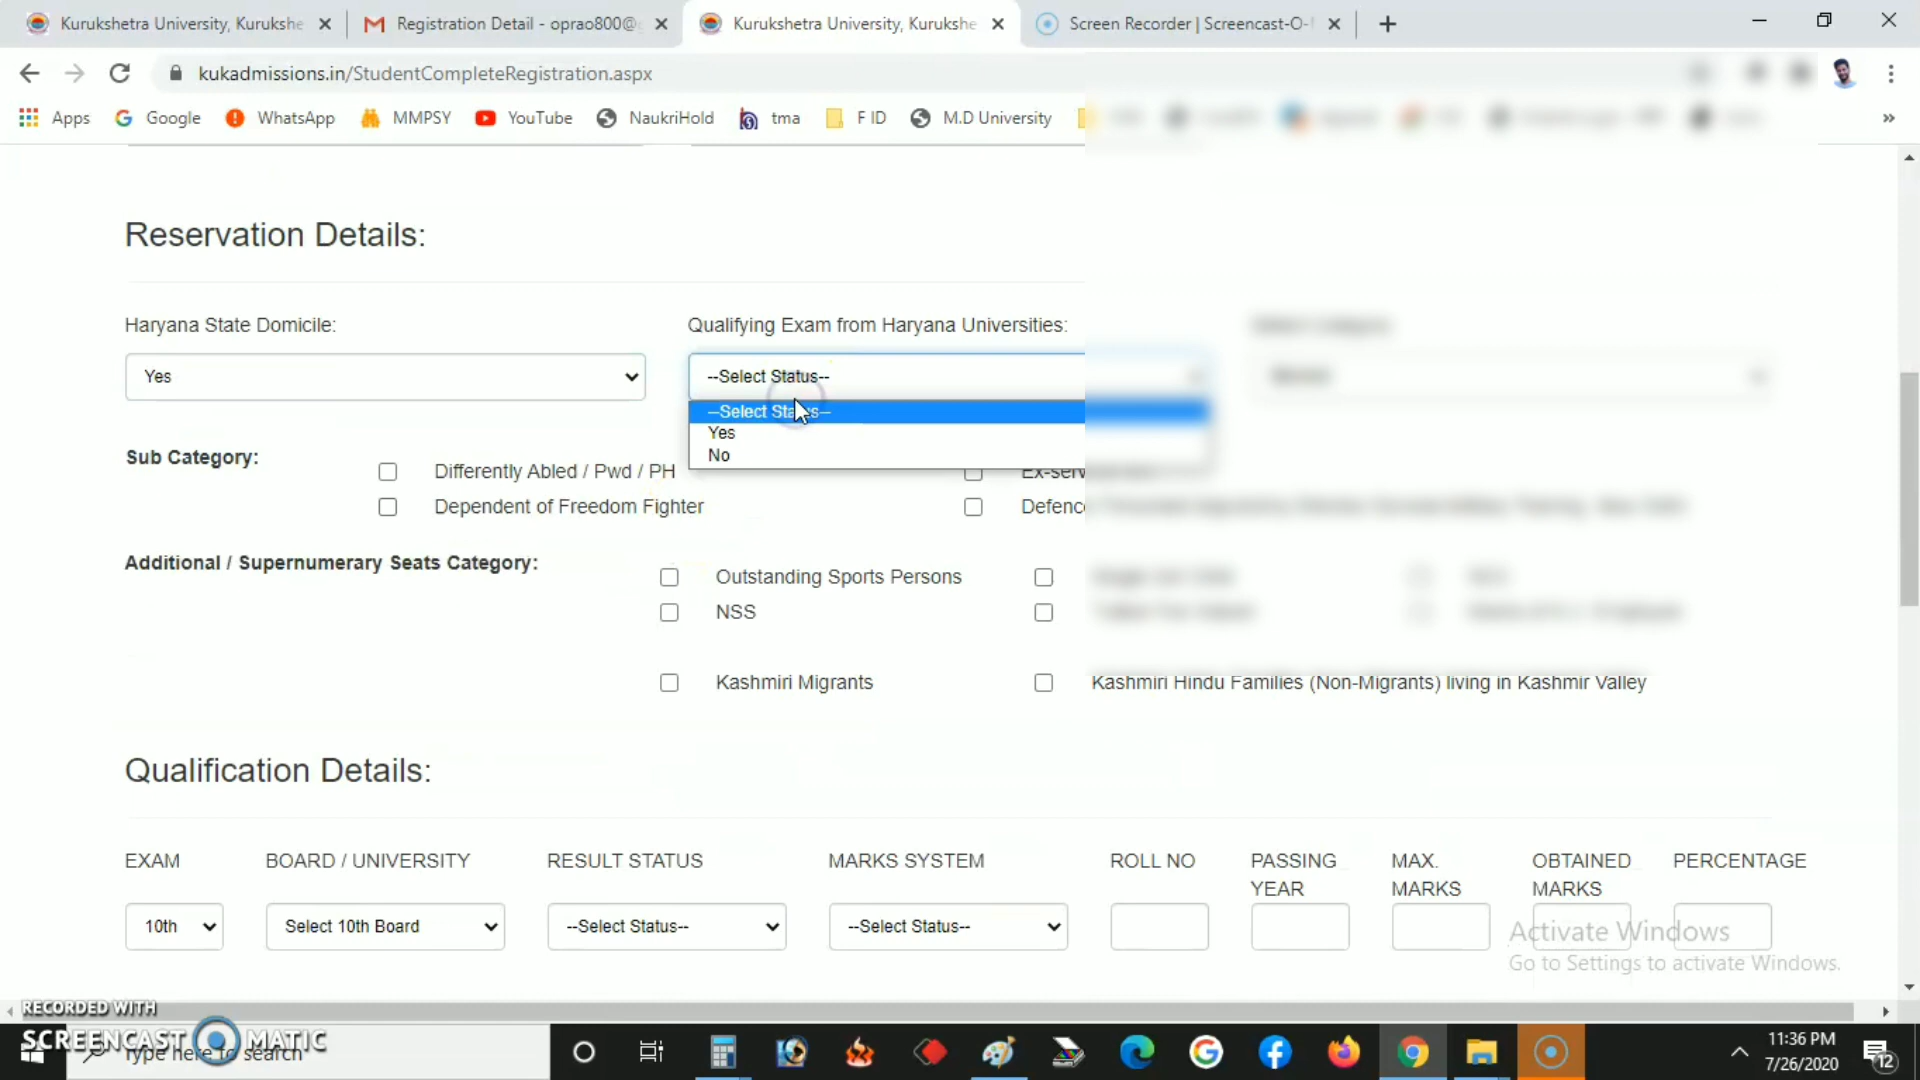 Kurukshetra University, Kurukshe
Registration Detail - oprao800@
Kurukshetra University, Kurukshe
Screen Recorder | Screencast-O-
kukadmissions.in/StudentCompleteRegistration.aspx
Apps Google WhatsApp MMPSY YouTube NaukriHold tma F ID M.D University
Reservation Details:
Haryana State Domicile: Qualifying Exam from Haryana Universities:
Yes --Select Status--
--Select Status--
Yes
No
Sub Category: Differently Abled / Pwd / PH
Dependent of Freedom Fighter Defence
Additional / Supernumerary Seats Category:
Outstanding Sports Persons
NSS
Kashmiri Migrants Kashmiri Hindu Families (Non-Migrants) living in Kashmir Valley
Qualification Details:
EXAM BOARD / UNIVERSITY RESULT STATUS MARKS SYSTEM ROLL NO PASSING YEAR MAX. MARKS OBTAINED MARKS PERCENTAGE
10th Select 10th Board --Select Status-- --Select Status--
Activate Windows
Go to Settings to activate Windows.
RECORDED WITH
SCREENCAST MATIC
Type here to search
11:36 PM
7/26/2020
12